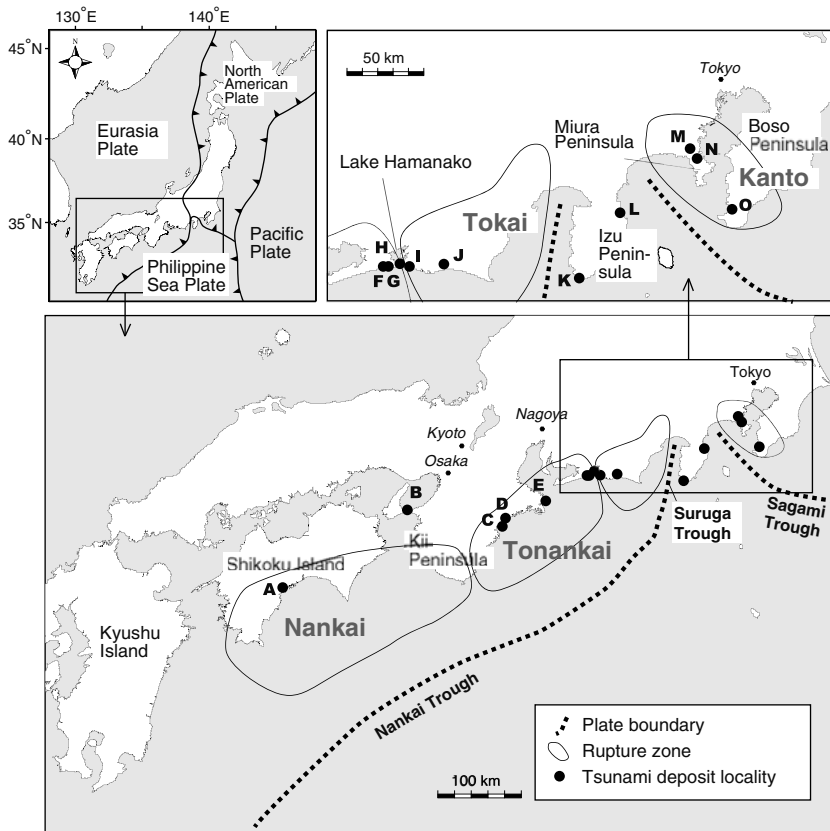 130°E
140°E
45°N
40°N
35°N
North
American
Plate
Eurasia
Plate
Pacific
Plate
Philippine
Sea Plate
50 km
Tokyo
Miura
Peninsula
Boso
Peninsula
Lake Hamanako
M
N
Kanto
O
L
Tokai
Izu
Penin-
sula
H
I
J
F G
K
Tokyo
Nagoya
Kyoto
Osaka
B
E
D
C
Suruga
Trough
Sagami
Trough
Kii
Peninsula
Tonankai
Shikoku Island
A
Nankai
Kyushu
Island
Nankai Trough
100 km
Plate boundary
Rupture zone
Tsunami deposit locality